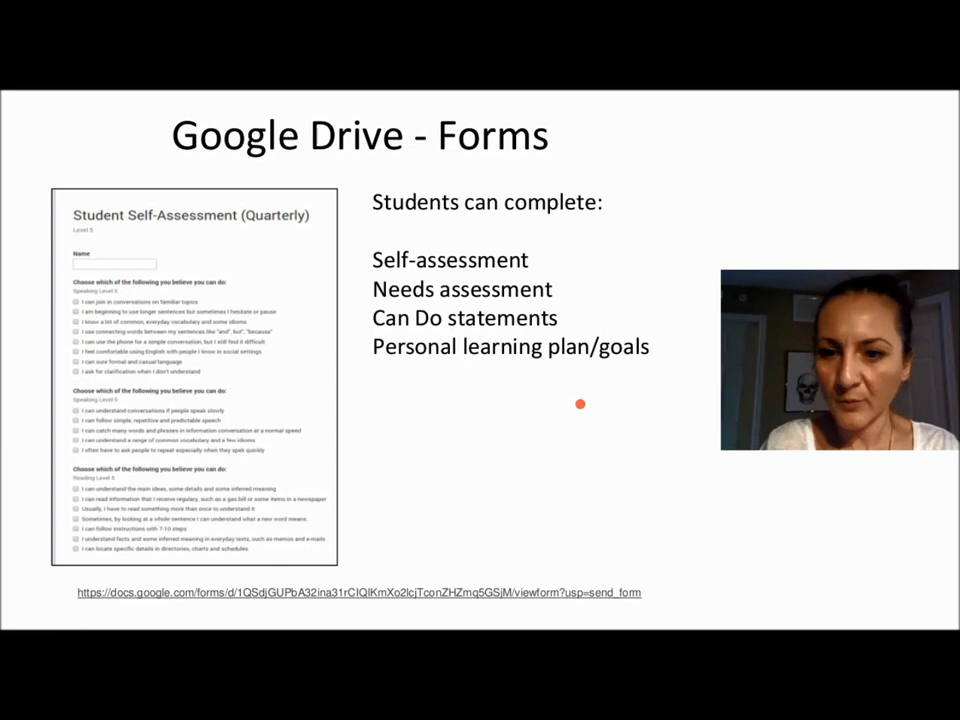 Google Drive - Forms
Student Self-Assessment (Quarterly)
Level 5
Name
Choose which of the following you believe you can do:
Speaking Level 5
I can join in conversations on familiar topics
I am beginning to use longer sentences but sometimes I hesitate or pause
I know a lot of common, everyday vocabulary and some idioms
I use connecting words between my sentences like "and", but", "because"
I can use the phone for a simple conversation, but I still find it difficult
I feel comfortable using English with people I know in social settings
I can sure formal and casual language
I ask for clarification when I don't understand
Choose which of the following you believe you can do:
Speaking Level 5
I can understand conversations if people speak slowly
I can follow simple, repetitive and predictable speech
I can catch many words and phrases in information conversation at a normal speed
I can understand a range of common vocabulary and a few idioms
I often have to ask people to repeat especially when they spek quickly
Choose which of the following you believe you can do:
Reading Level 5
I can understand the main ideas, some details and some inferred meaning
I can read information that I receive regulary, such as a gas bill or some items in a newspaper
Usually, I have to read something more than once to understand it
Sometimes, by looking at a whole sentence I can understand what a new word means.
I can follow instructions with 7-10 steps
I understand facts and some inferred meaning in everyday texts, such as memos and e-mails
I can locate specific details in directories, charts and schedules
Students can complete:
Self-assessment
Needs assessment
Can Do statements
Personal learning plan/goals
https://docs.google.com/forms/d/1QSdjGUPbA32ina31rCIQIKmXo2lcjTconZHZmq5GSjM/viewform?usp=send_form